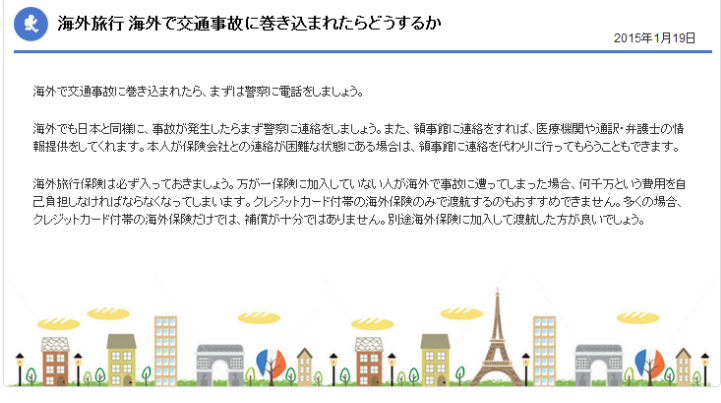 海外旅行 海外で交通事故に巻き込まれたらどうするか
2015年1月19日
海外で交通事故に巻き込まれたら、まずは警察に電話をしましょう。
海外でも日本と同様に、事故が発生したらまず警察に連絡をしましょう。また、領事館に連絡をすれば、医療機関や通訳・弁護士の情
報提供をしてくれます。本人が保険会社との連絡が困難な状態にある場合は、領事館に連絡を代わりに行ってもらうこともできます。
海外旅行保険は必ず入っておきましょう。万が一保険に加入していない人が海外で事故に遭ってしまった場合、何千万という費用を自
己負担しなければならなくなってしまいます。クレジットカード付帯の海外保険のみで渡航するのもおすすめできません。多くの場合、
クレジットカード付帯の海外保険だけでは、補償が十分ではありません。別途海外保険に加入して渡航した方が良いでしょう。